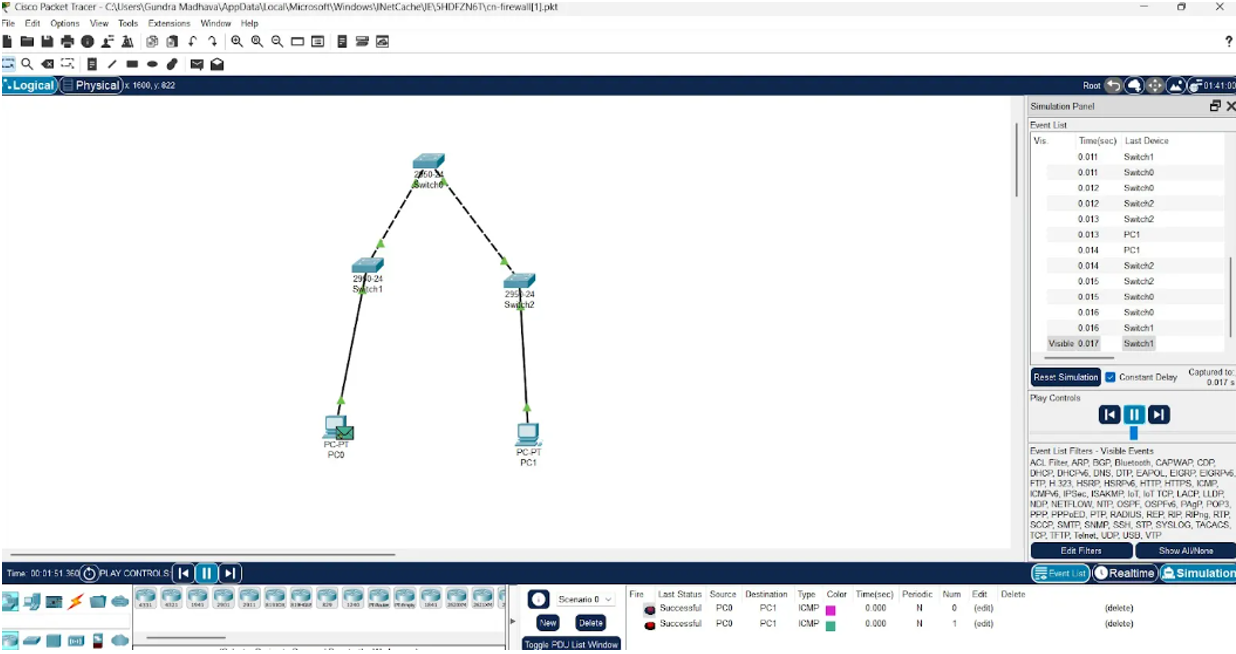 Cisco Packet Tracer - C:\Users\Gundra Madhava\AppData\Local\Microsoft\Windows\INetCache\IE\5HDFZN6T\cn-firewall[1].pkt
File Edit Options View Tools Extensions Window Help
?
Logical Physical x: 1600, y: 822 Root 01:41:00
Simulation Panel
Event List
Vis. Time(sec) Last Device
0.011 Switch1
0.011 Switch0
0.012 Switch0
0.012 Switch2
0.013 Switch2
0.013 PC1
0.014 PC1
0.014 Switch2
0.015 Switch2
0.015 Switch0
0.016 Switch0
0.016 Switch1
Visible 0.017 Switch1
Reset Simulation Constant Delay Captured to:
0.017 s
Play Controls
2950-24
Switch0
2950-24
Switch1
2950-24
Switch2
PC-PT
PC0
PC-PT
PC1
Event List Filters - Visible Events
ACL Filter, ARP, BGP, Bluetooth, CAPWAP, CDP,
DHCP, DHCPv6, DNS, DTP, EAPOL, EIGRP, EIGRPv6,
FTP, H.323, HSRP, HSRPv6, HTTP, HTTPS, ICMP,
ICMPv6, IPSec, ISAKMP, IoT, IoT TCP, LACP, LLDP,
NDP, NETFLOW, NTP, OSPF, OSPFv6, PAgP, POP3,
PPP, PPPoED, PTP, RADIUS, REP, RIP, RIPng, RTP,
SCCP, SMTP, SNMP, SSH, STP, SYSLOG, TACACS,
TCP, TFTP, Telnet, UDP, USB, VTP
Edit Filters Show All/None
Time: 00:01:51.360 PLAY CONTROLS: Event List Realtime Simulation
4331 4321 1941 2901 2911 819HGW 829 1240 1841
Scenario 0
New Delete
Toggle PDU List Window
Fire Last Status Source Destination Type Color Time(sec) Periodic Num Edit Delete
Successful PC0 PC1 ICMP 0.000 N 0 (edit) (delete)
Successful PC0 PC1 ICMP 0.000 N 1 (edit) (delete)